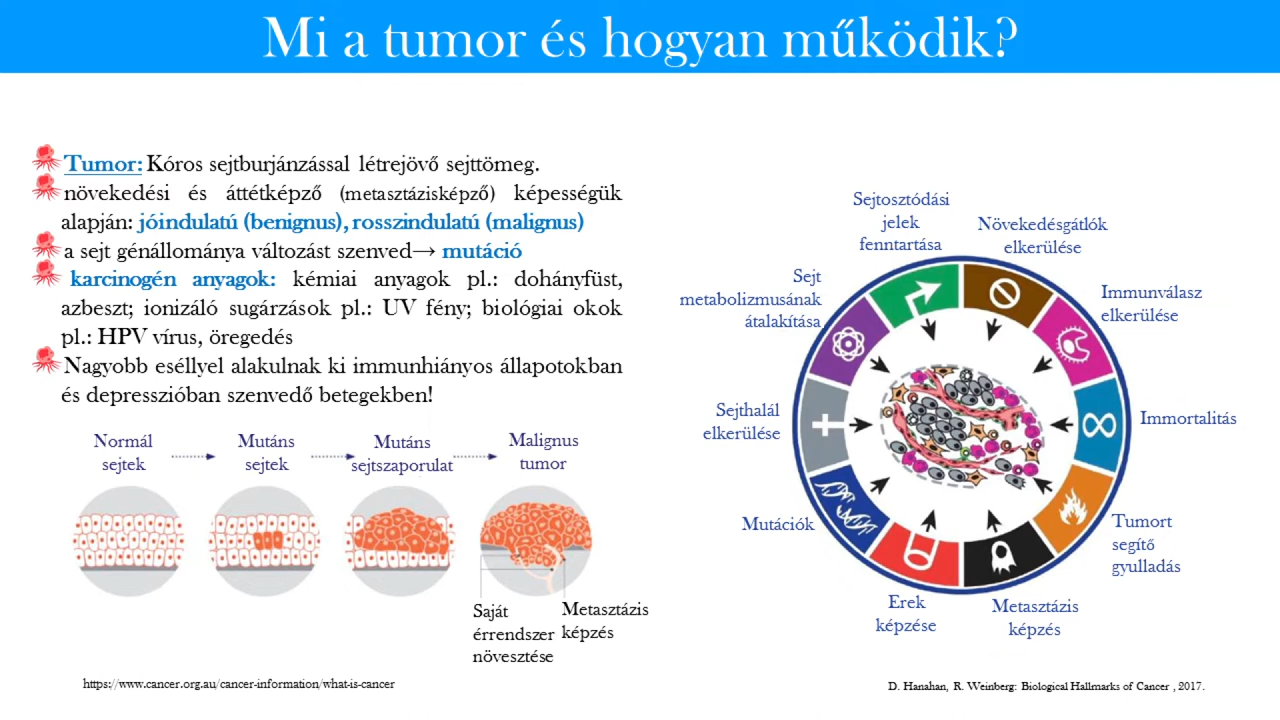 Mi a tumor és hogyan működik?
Tumor: Kóros sejtburjánzással létrejövő sejttömeg.
növekedési és áttétképző (metasztázisképző) képességük
alapján: jóindulatú (benignus), rosszindulatú (malignus)
a sejt génállománya változást szenved→ mutáció
karcinogén anyagok: kémiai anyagok pl.: dohányfüst,
azbeszt; ionizáló sugárzások pl.: UV fény; biológiai okok
pl.: HPV vírus, öregedés
Nagyobb eséllyel alakulnak ki immunhiányos állapotokban
és depresszióban szenvedő betegekben!
Normál
sejtek
Mutáns
sejtek
Mutáns
sejtszaporulat
Malignus
tumor
Saját
érrendszer
növesztése
Metasztázis
képzés
https://www.cancer.org.au/cancer-information/what-is-cancer
Sejtosztódási
jelek
fenntartása
Növekedésgátlók
elkerülése
Sejt
metabolizmusának
átalakítása
Immunválasz
elkerülése
Sejthalál
elkerülése
Immortalitás
Mutációk
Tumort
segítő
gyulladás
Erek
képzése
Metasztázis
képzés
D. Hanahan, R. Weinberg: Biological Hallmarks of Cancer , 2017.